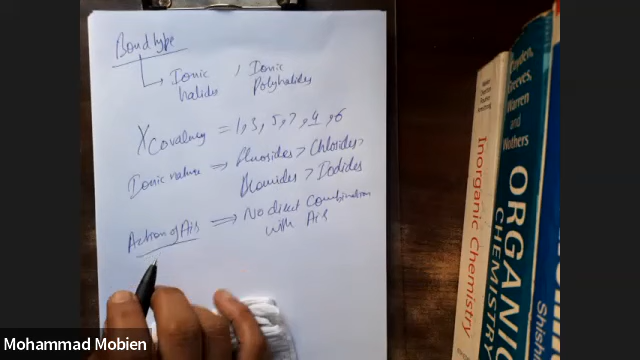 Bond type
Ionic halides , Ionic Polyhalides
X Covalency = 1, 3, 5, 7, 4, 6
Ionic nature ⇒ Fluorides > Chlorides >
Bromides > Iodides
Action of Air ⇒ No direct Combination
with Air
Inorganic Chemistry
Clayden, Greeves,
Warren and
Wothers
ORGANIC
CHEMISTRY
Mohammad Mobien